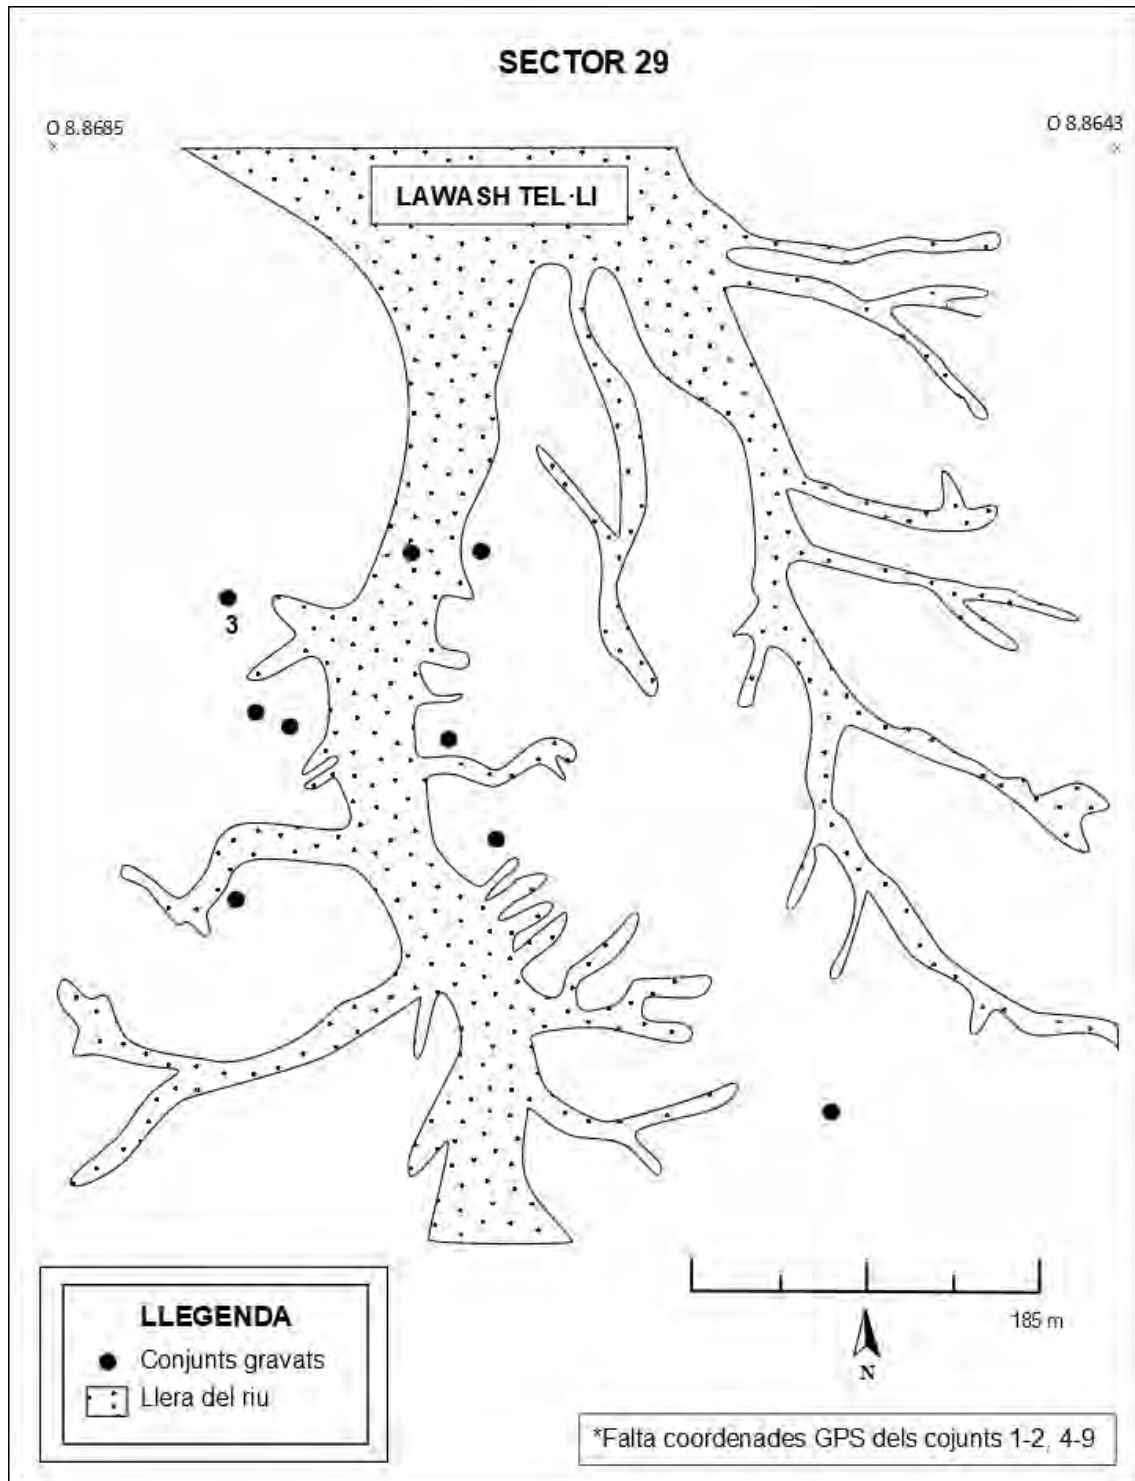 SECTOR 29
O 8.8685
O 8.8643
LAWASH TEL·LI
3
185 m
N
LLEGENDA
Conjunts gravats
Llera del riu
*Falta coordenades GPS dels cojunts 1-2, 4-9